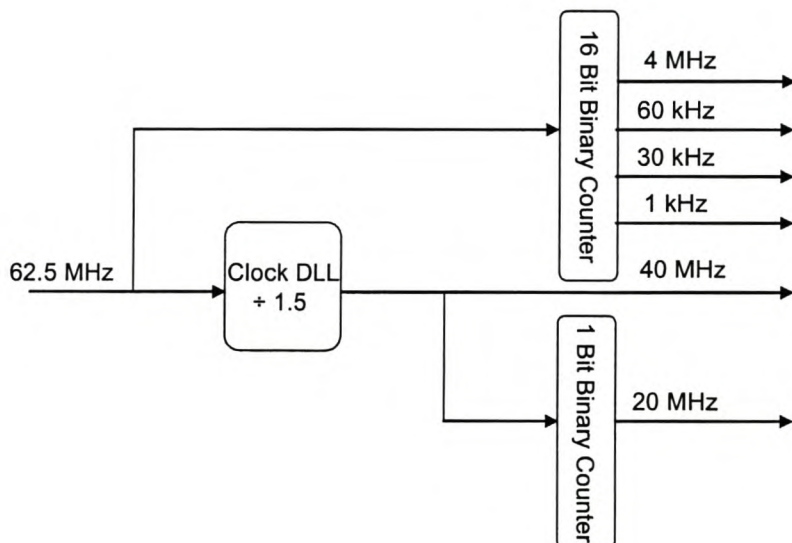 16 Bit Binary Counter
4 MHz
60 kHz
30 kHz
1 kHz
62.5 MHz
Clock DLL
÷ 1.5
40 MHz
1 Bit Binary Counter
20 MHz